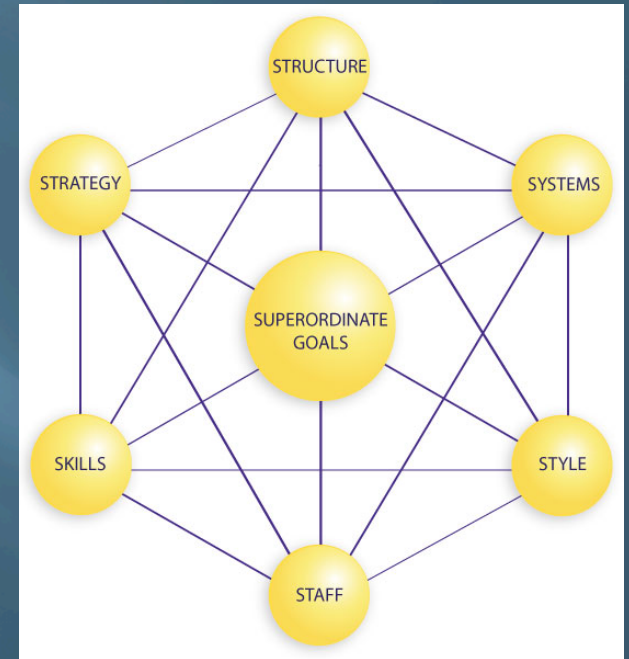 STRUCTURE
STRATEGY
SYSTEMS
SUPERORDINATE
GOALS
SKILLS
STYLE
STAFF